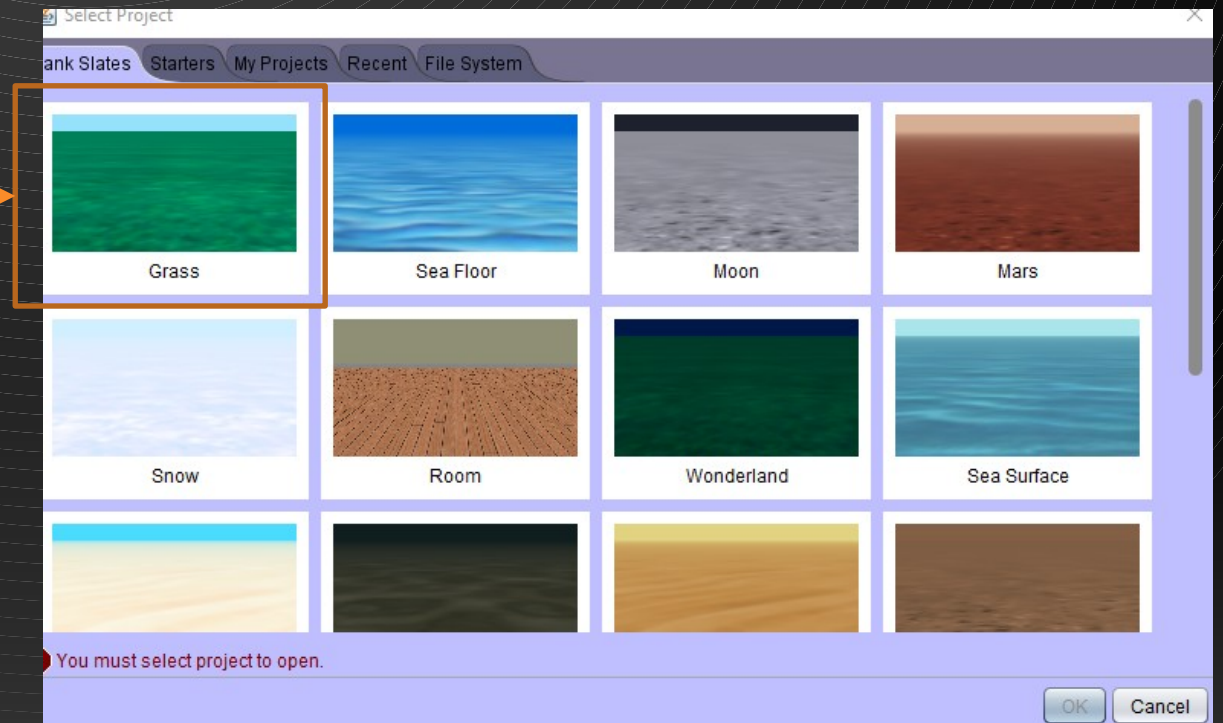 Select Project
ank Slates Starters My Projects Recent File System
Grass Sea Floor Moon Mars
Snow Room Wonderland Sea Surface
You must select project to open.
OK Cancel